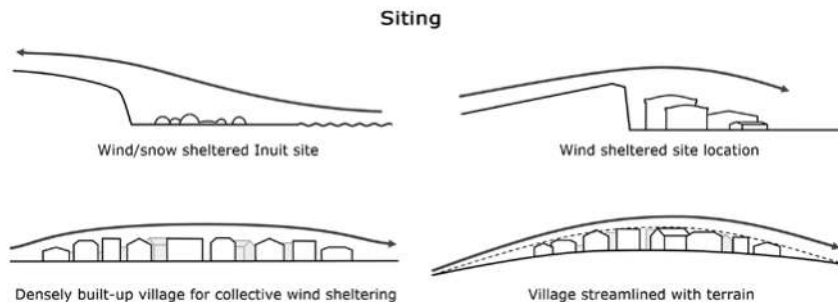 Siting
Wind/snow sheltered Inuit site
Wind sheltered site location
Densely built-up village for collective wind sheltering
Village streamlined with terrain